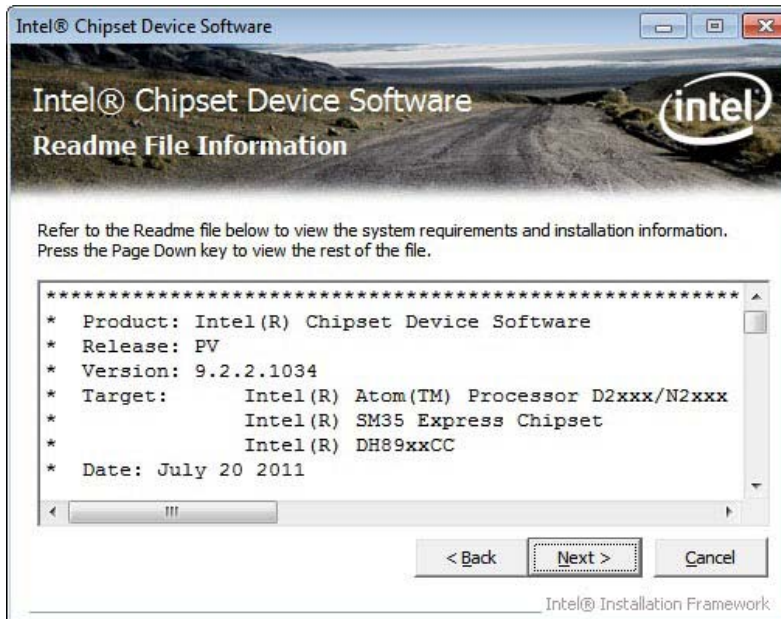 Intel® Chipset Device Software
Intel® Chipset Device Software
intel
Readme File Information
Refer to the Readme file below to view the system requirements and installation information.
Press the Page Down key to view the rest of the file.
*********************************************************
* Product: Intel(R) Chipset Device Software
* Release: PV
* Version: 9.2.2.1034
* Target: Intel(R) Atom(TM) Processor D2xxx/N2xxx
* Intel(R) SM35 Express Chipset
* Intel(R) DH89xxCC
* Date: July 20 2011
< Back Next > Cancel
Intel® Installation Framework